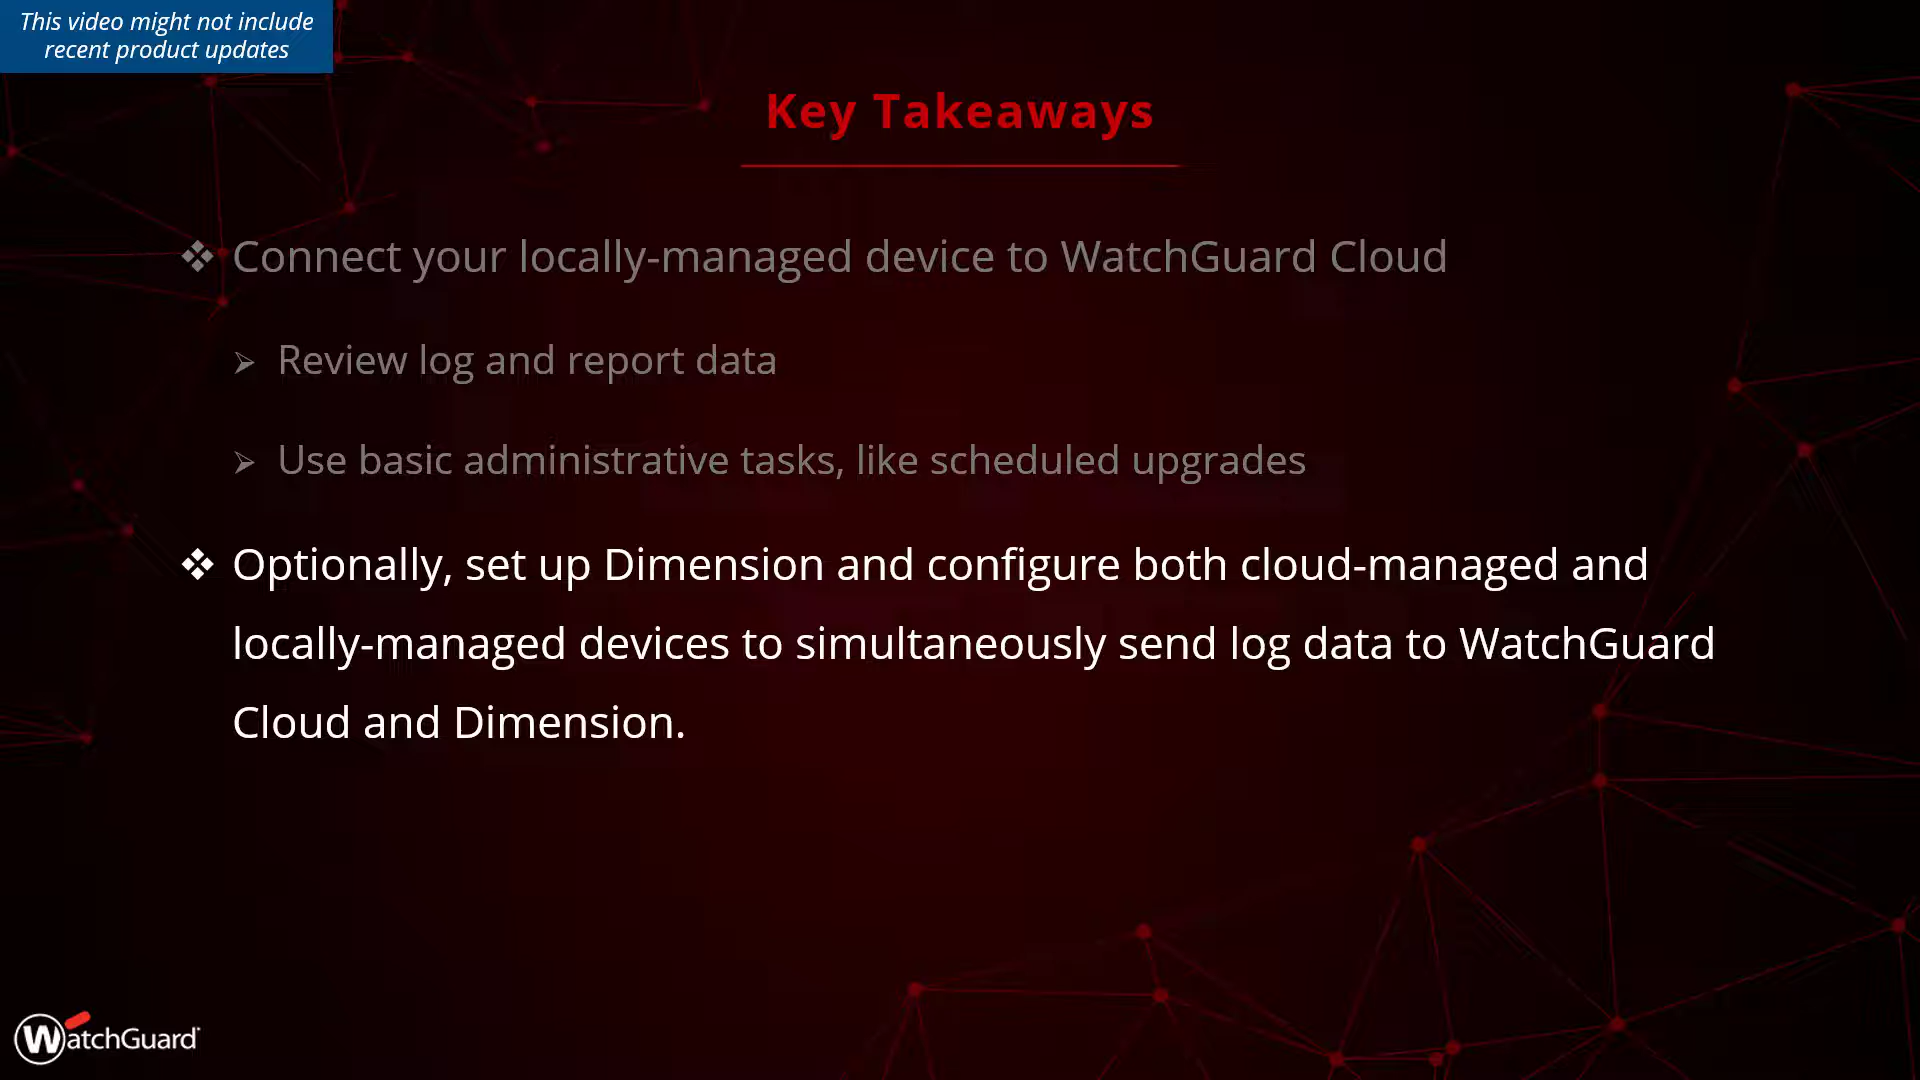 This video might not include
recent product updates
Key Takeaways
❖ Connect your locally-managed device to WatchGuard Cloud
➢ Review log and report data
➢ Use basic administrative tasks, like scheduled upgrades
❖ Optionally, set up Dimension and configure both cloud-managed and
locally-managed devices to simultaneously send log data to WatchGuard
Cloud and Dimension.
WatchGuard